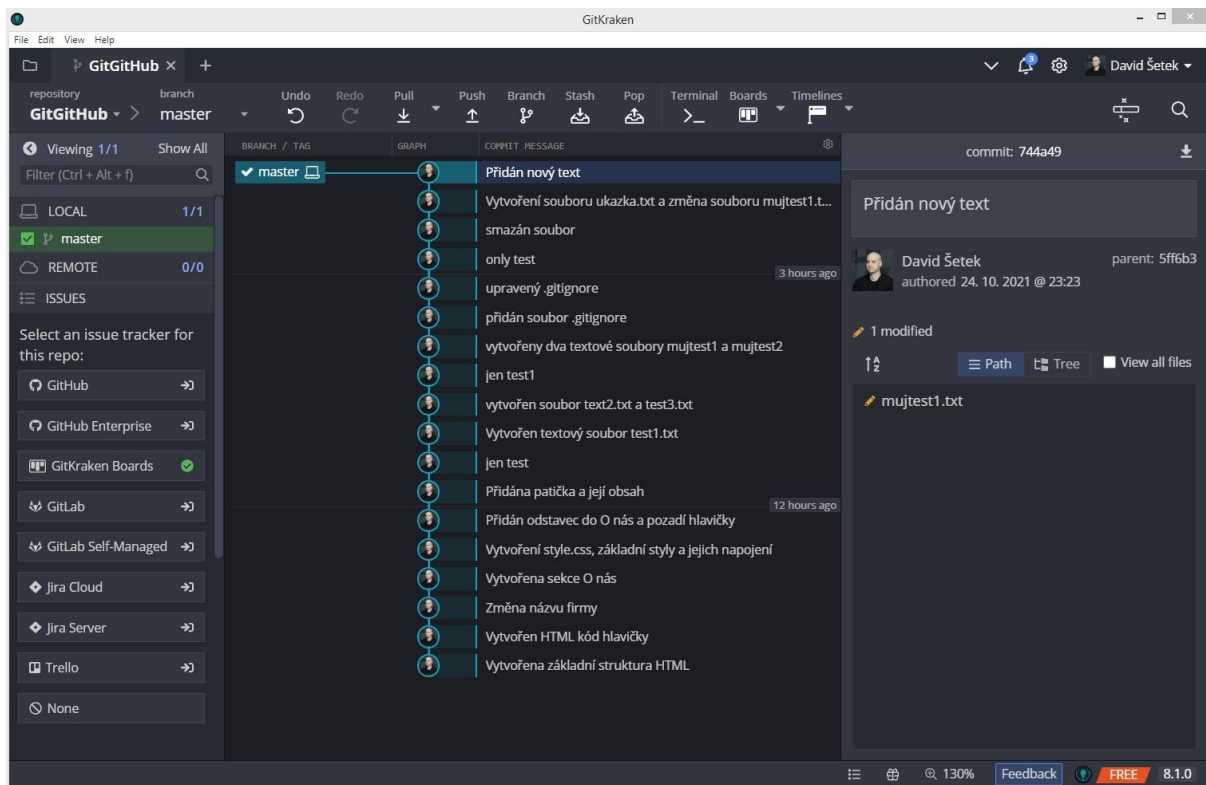 GitKraken
File Edit View Help
GitGitHub
repository
GitGitHub
branch
master
Undo
Redo
Pull
Push
Branch
Stash
Pop
Terminal
Boards
Timelines
3
David Šetek
Viewing 1/1 Show All
Filter (Ctrl + Alt + f)
LOCAL 1/1
master
REMOTE 0/0
ISSUES
Select an issue tracker for
this repo:
GitHub
GitHub Enterprise
GitKraken Boards
GitLab
GitLab Self-Managed
Jira Cloud
Jira Server
Trello
None
BRANCH / TAG GRAPH COMMIT MESSAGE
master
Přidán nový text
Vytvoření souboru ukazka.txt a změna souboru mujtest1.t...
smazán soubor
only test
3 hours ago
upravený .gitignore
přidán soubor .gitignore
vytvořeny dva textové soubory mujtest1 a mujtest2
jen test1
vytvořen soubor text2.txt a test3.txt
Vytvořen textový soubor test1.txt
jen test
Přidána patička a její obsah
12 hours ago
Přidán odstavec do O nás a pozadí hlavičky
Vytvoření style.css, základní styly a jejich napojení
Vytvořena sekce O nás
Změna názvu firmy
Vytvořen HTML kód hlavičky
Vytvořena základní struktura HTML
commit: 744a49
Přidán nový text
David Šetek
authored 24. 10. 2021 @ 23:23
parent: 5ff6b3
1 modified
Path
Tree
View all files
mujtest1.txt
130%
Feedback
FREE
8.1.0